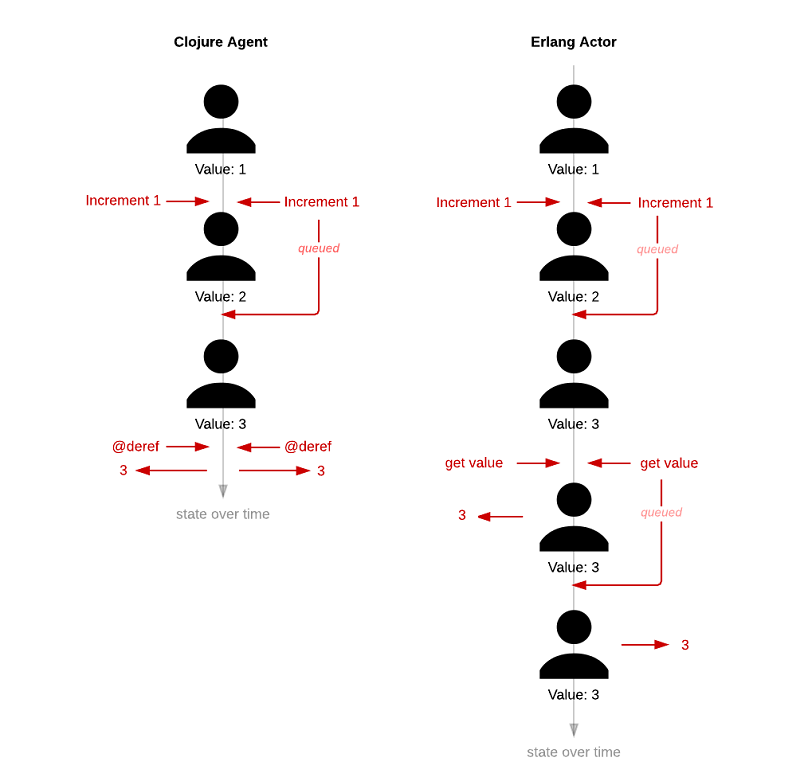 Clojure Agent
Value: 1
Increment 1
Increment 1
queued
Value: 2
Value: 3
@deref
@deref
3
3
state over time
Erlang Actor
Value: 1
Increment 1
Increment 1
queued
Value: 2
Value: 3
get value
get value
queued
3
Value: 3
3
Value: 3
state over time